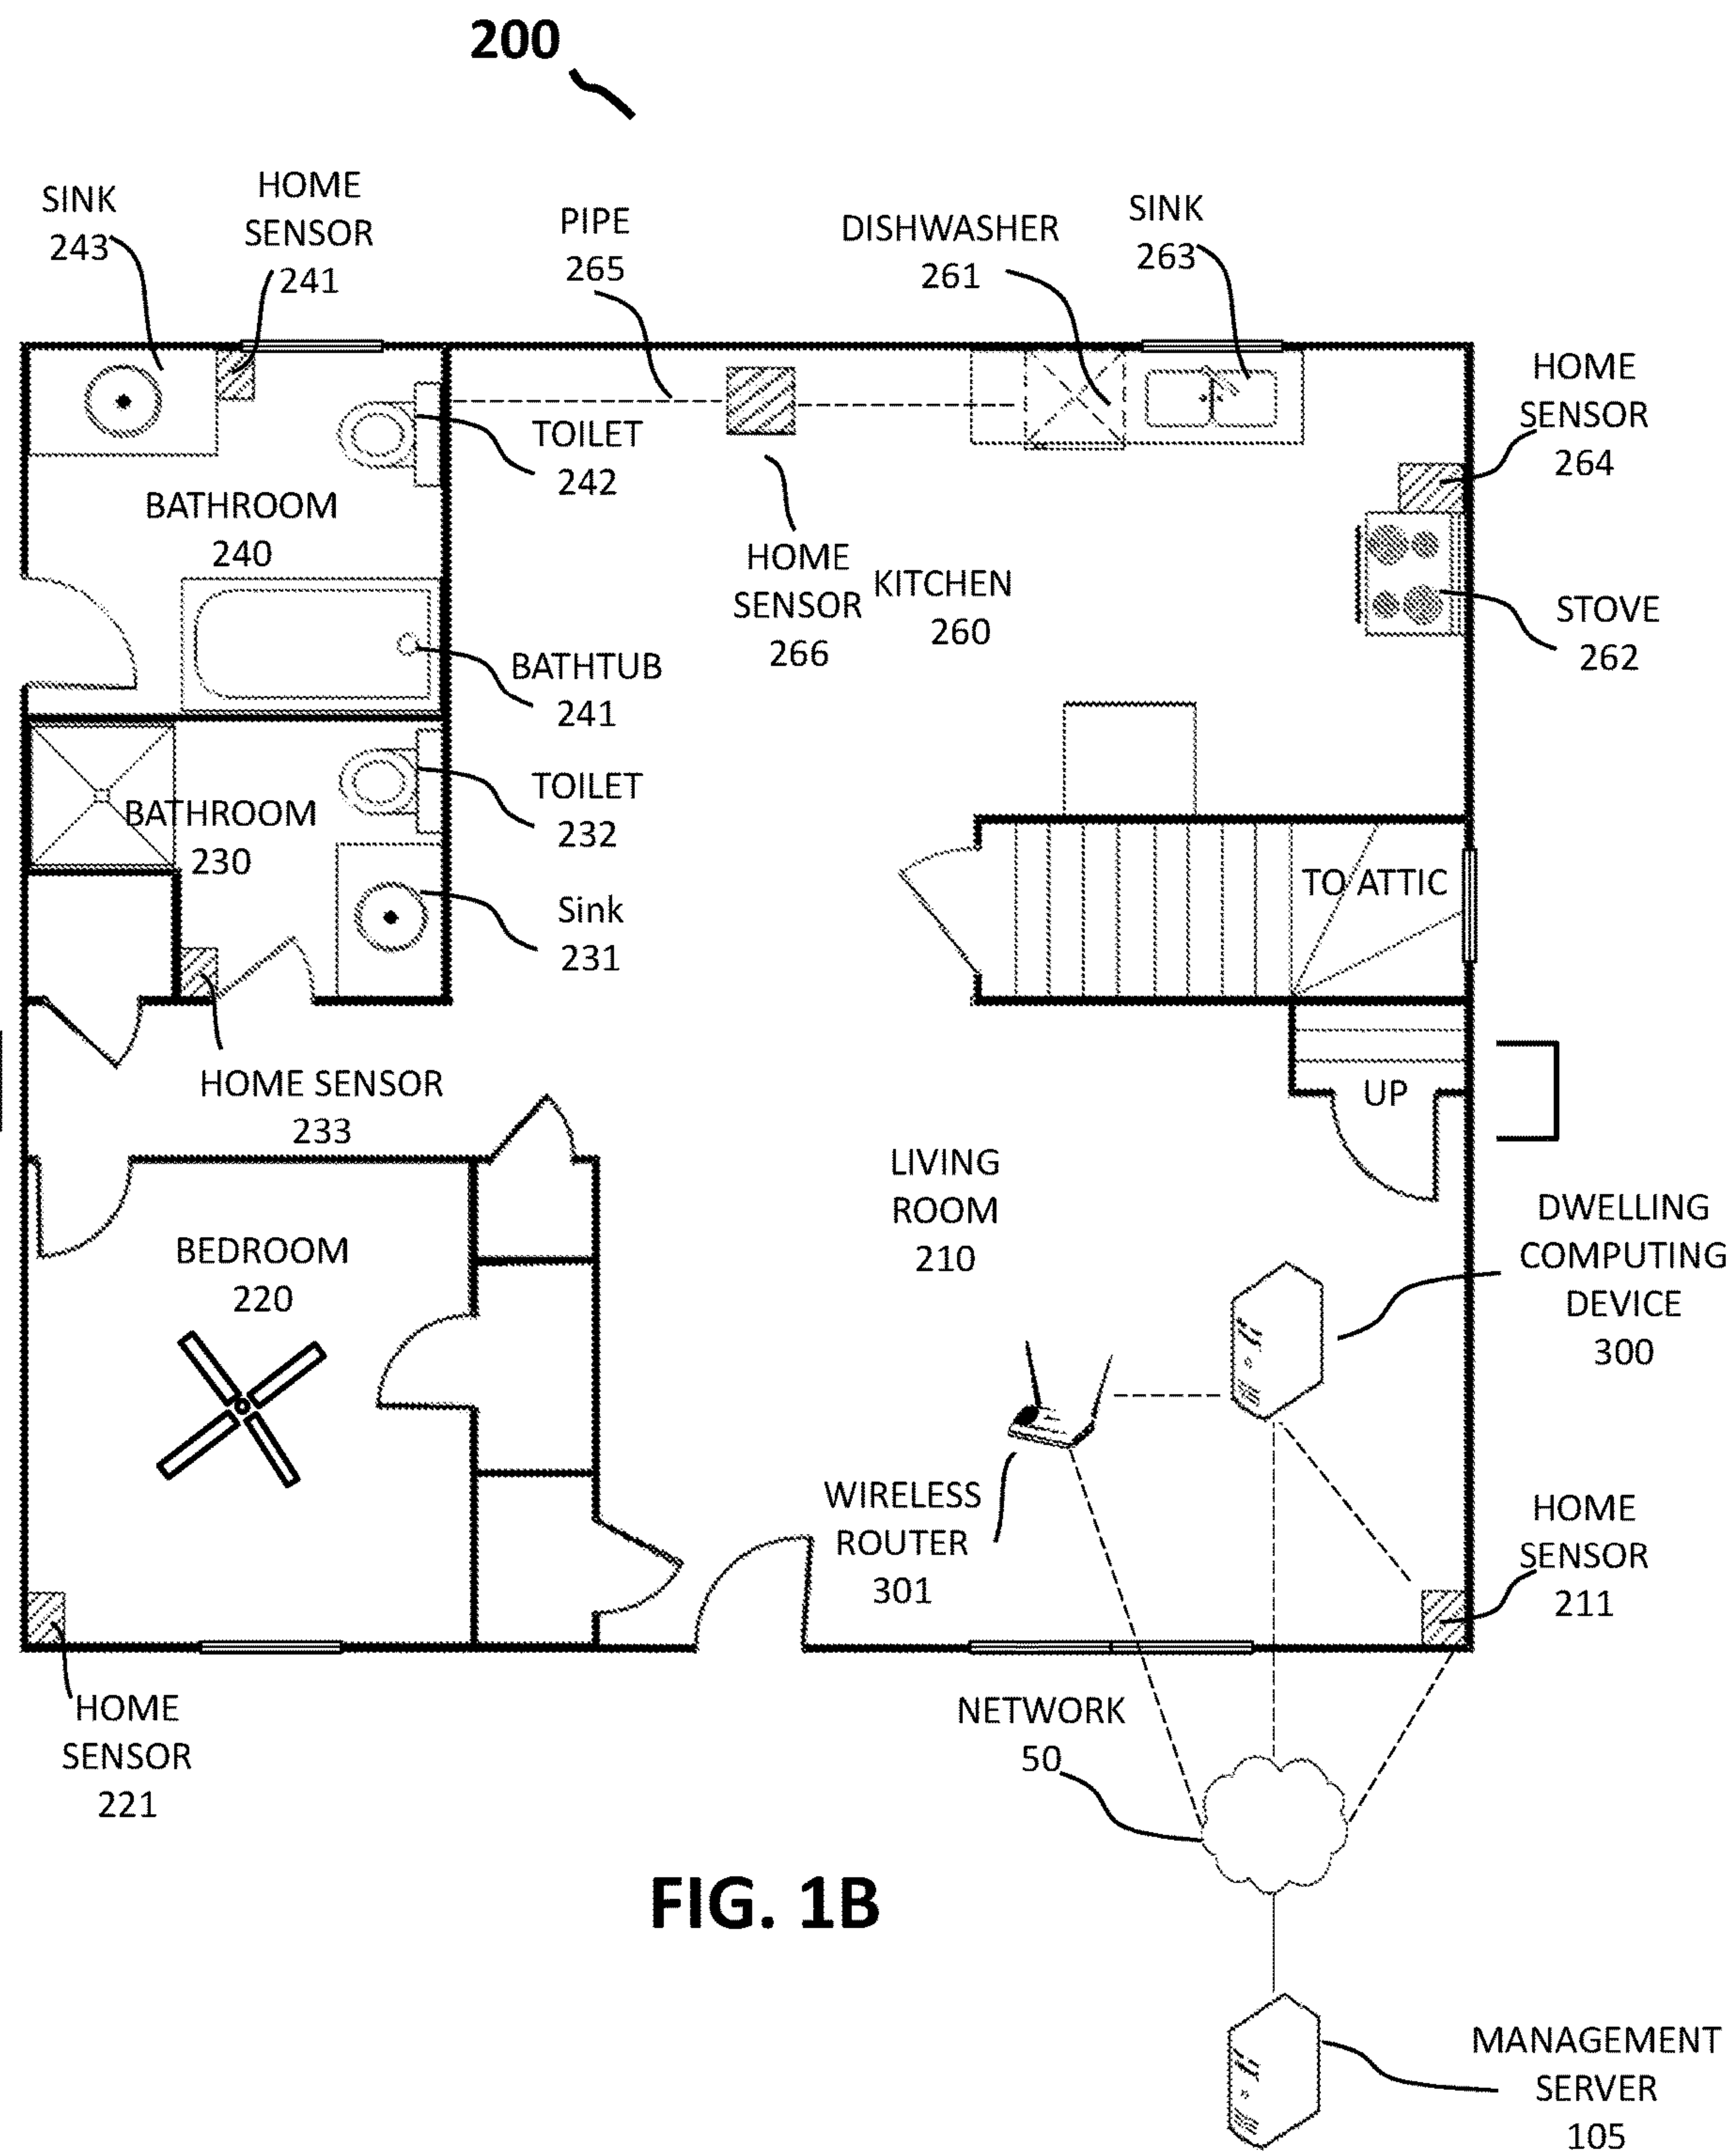 200
SINK
243
HOME
SENSOR
241
PIPE
265
DISHWASHER
261
SINK
263
HOME
SENSOR
264
TOILET
242
BATHROOM
240
HOME
SENSOR
266
KITCHEN
260
STOVE
262
BATHTUB
241
TOILET
232
BATHROOM
230
TO ATTIC
Sink
231
HOME SENSOR
233
UP
LIVING
ROOM
210
DWELLING
COMPUTING
DEVICE
300
BEDROOM
220
WIRELESS
ROUTER
301
HOME
SENSOR
211
HOME
SENSOR
221
NETWORK
50
FIG. 1B
MANAGEMENT
SERVER
105